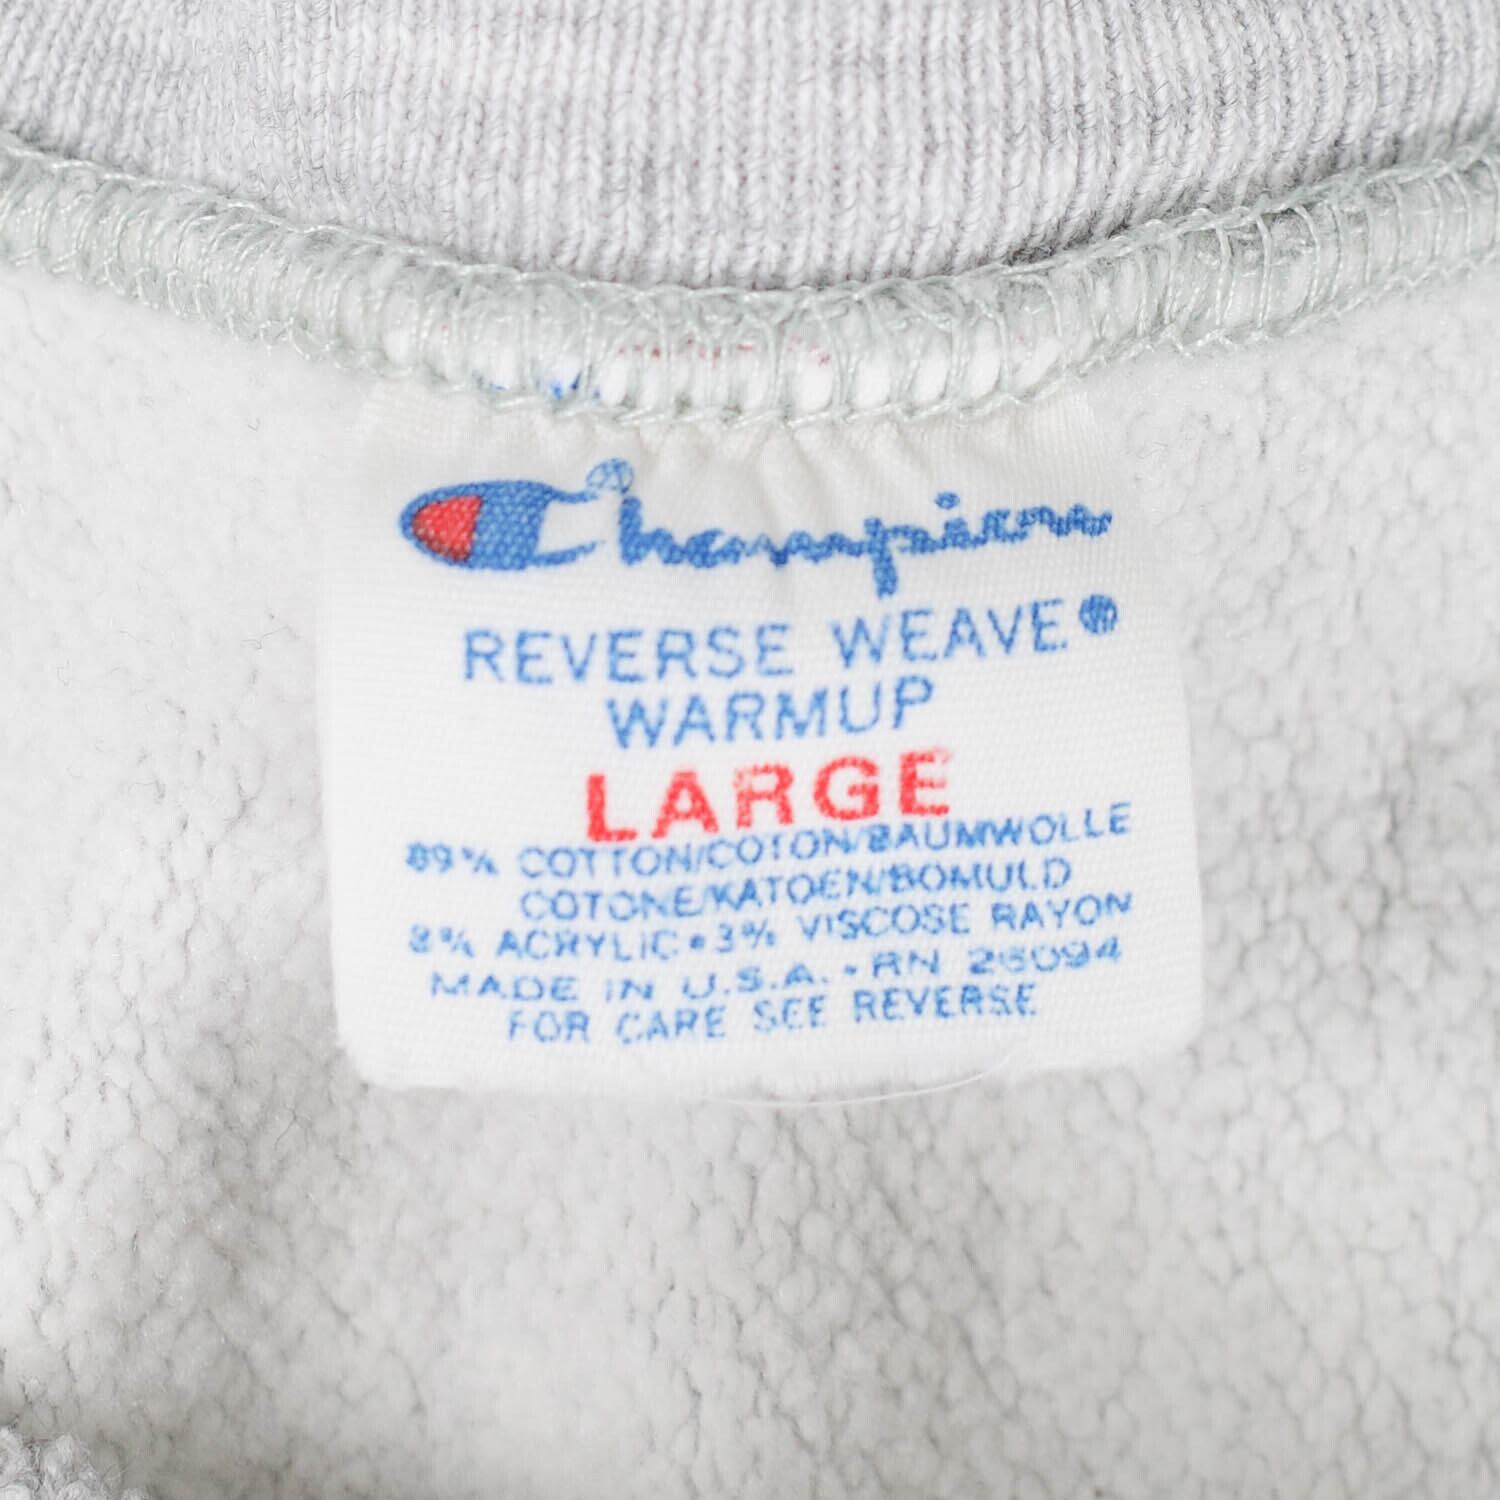 Champion
REVERSE WEAVE®
WARMUP
LARGE
89% COTTON/COTON/BAUMWOLLE
COTONE/KATOEN/BOMULD
8% ACRYLIC•3% VISCOSE RAYON
MADE IN U.S.A. • RN 26094
FOR CARE SEE REVERSE